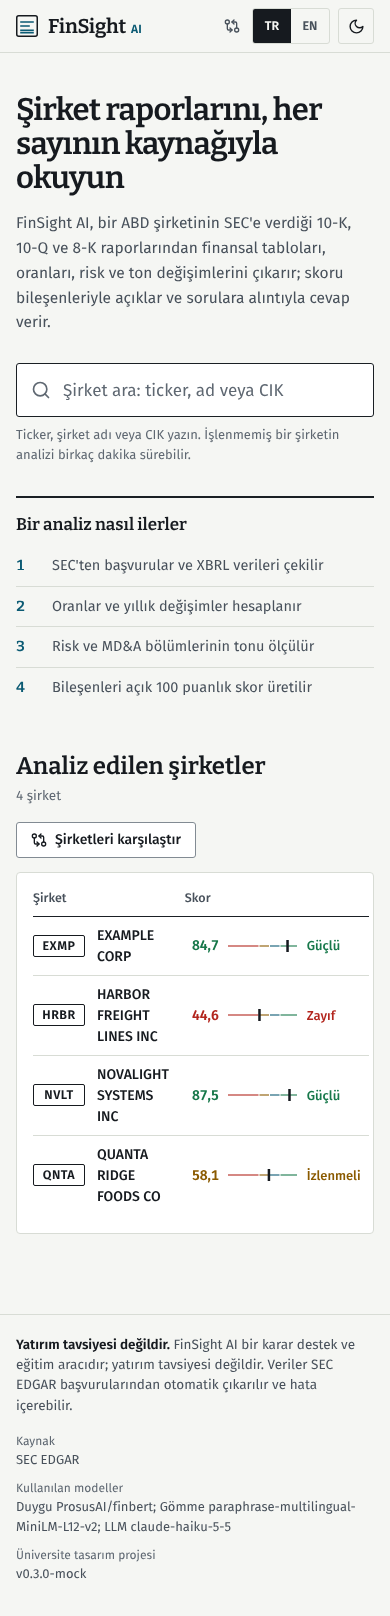 FinSight AI
TR
EN
Şirket raporlarını, her
sayının kaynağıyla
okuyun
FinSight AI, bir ABD şirketinin SEC'e verdiği 10-K,
10-Q ve 8-K raporlarından finansal tabloları,
oranları, risk ve ton değişimlerini çıkarır; skoru
bileşenleriyle açıklar ve sorulara alıntıyla cevap
verir.
Şirket ara: ticker, ad veya CIK
Ticker, şirket adı veya CIK yazın. İşlenmemiş bir şirketin
analizi birkaç dakika sürebilir.
Bir analiz nasıl ilerler
1 SEC'ten başvurular ve XBRL verileri çekilir
2 Oranlar ve yıllık değişimler hesaplanır
3 Risk ve MD&A bölümlerinin tonu ölçülür
4 Bileşenleri açık 100 puanlık skor üretilir
Analiz edilen şirketler
4 şirket
Şirketleri karşılaştır
Şirket Skor
EXMP EXAMPLE CORP 84,7 Güçlü
HRBR HARBOR FREIGHT LINES INC 44,6 Zayıf
NVLT NOVALIGHT SYSTEMS INC 87,5 Güçlü
QNTA QUANTA RIDGE FOODS CO 58,1 İzlenmeli
Yatırım tavsiyesi değildir. FinSight AI bir karar destek ve
eğitim aracıdır; yatırım tavsiyesi değildir. Veriler SEC
EDGAR başvurularından otomatik çıkarılır ve hata
içerebilir.
Kaynak
SEC EDGAR
Kullanılan modeller
Duygu ProsusAI/finbert; Gömme paraphrase-multilingual-
MiniLM-L12-v2; LLM claude-haiku-5-5
Üniversite tasarım projesi
v0.3.0-mock